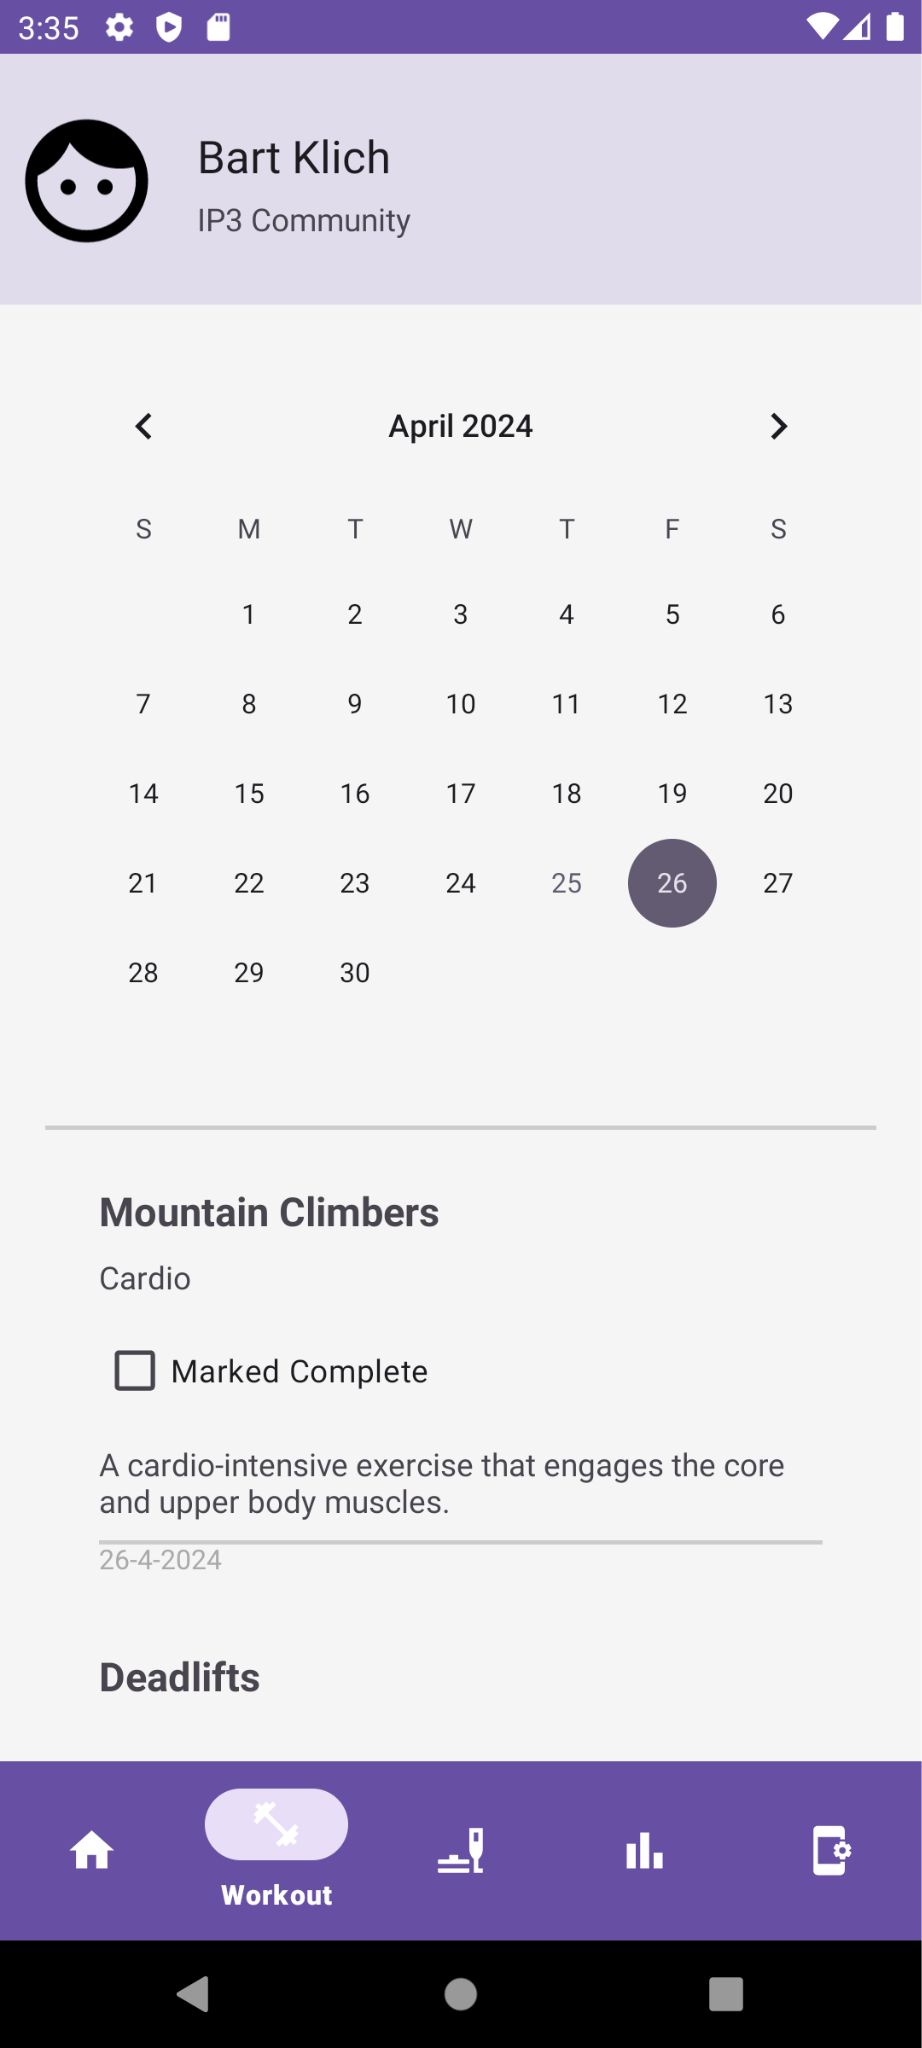 3:35
Bart Klich
IP3 Community
April 2024
S M T W T F S
1 2 3 4 5 6
7 8 9 10 11 12 13
14 15 16 17 18 19 20
21 22 23 24 25 26 27
28 29 30
Mountain Climbers
Cardio
Marked Complete
A cardio-intensive exercise that engages the core
and upper body muscles.
26-4-2024
Deadlifts
Workout